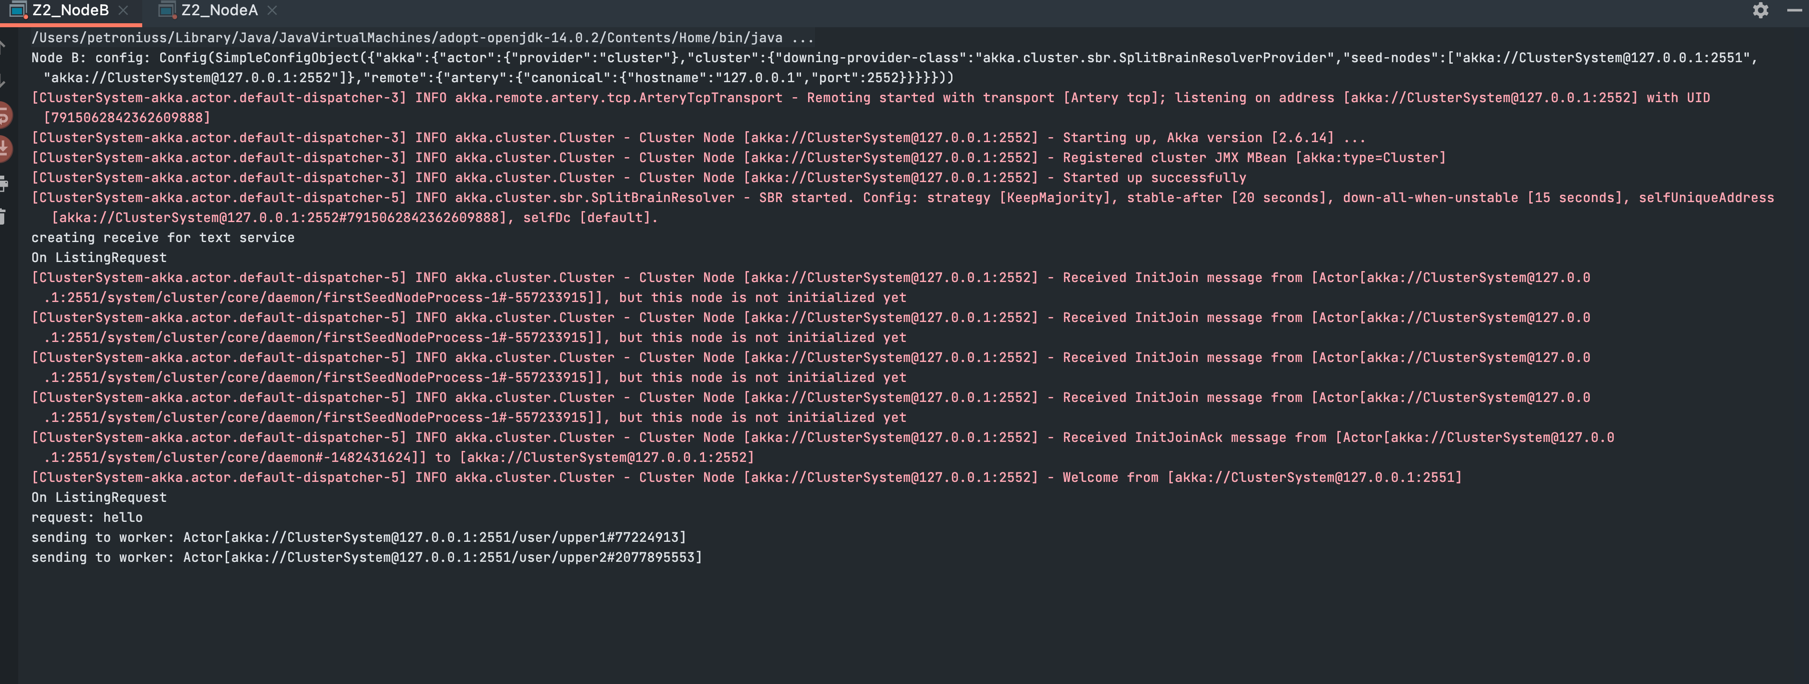 Z2_NodeB
Z2_NodeA
/Users/petroniuss/Library/Java/JavaVirtualMachines/adopt-openjdk-14.0.2/Contents/Home/bin/java ...
Node B: config: Config(SimpleConfigObject({"akka":{"actor":{"provider":"cluster"},"cluster":{"downing-provider-class":"akka.cluster.sbr.SplitBrainResolverProvider","seed-nodes":["akka://ClusterSystem@127.0.0.1:2551",
"akka://ClusterSystem@127.0.0.1:2552"]},"remote":{"artery":{"canonical":{"hostname":"127.0.0.1","port":2552}}}}}))
[ClusterSystem-akka.actor.default-dispatcher-3] INFO akka.remote.artery.tcp.ArteryTcpTransport - Remoting started with transport [Artery tcp]; listening on address [akka://ClusterSystem@127.0.0.1:2552] with UID
[7915062842362609888]
[ClusterSystem-akka.actor.default-dispatcher-3] INFO akka.cluster.Cluster - Cluster Node [akka://ClusterSystem@127.0.0.1:2552] - Starting up, Akka version [2.6.14] ...
[ClusterSystem-akka.actor.default-dispatcher-3] INFO akka.cluster.Cluster - Cluster Node [akka://ClusterSystem@127.0.0.1:2552] - Registered cluster JMX MBean [akka:type=Cluster]
[ClusterSystem-akka.actor.default-dispatcher-3] INFO akka.cluster.Cluster - Cluster Node [akka://ClusterSystem@127.0.0.1:2552] - Started up successfully
[ClusterSystem-akka.actor.default-dispatcher-5] INFO akka.cluster.sbr.SplitBrainResolver - SBR started. Config: strategy [KeepMajority], stable-after [20 seconds], down-all-when-unstable [15 seconds], selfUniqueAddress
[akka://ClusterSystem@127.0.0.1:2552#7915062842362609888], selfDc [default].
creating receive for text service
On ListingRequest
[ClusterSystem-akka.actor.default-dispatcher-5] INFO akka.cluster.Cluster - Cluster Node [akka://ClusterSystem@127.0.0.1:2552] - Received InitJoin message from [Actor[akka://ClusterSystem@127.0.0
.1:2551/system/cluster/core/daemon/firstSeedNodeProcess-1#-557233915]], but this node is not initialized yet
[ClusterSystem-akka.actor.default-dispatcher-5] INFO akka.cluster.Cluster - Cluster Node [akka://ClusterSystem@127.0.0.1:2552] - Received InitJoin message from [Actor[akka://ClusterSystem@127.0.0
.1:2551/system/cluster/core/daemon/firstSeedNodeProcess-1#-557233915]], but this node is not initialized yet
[ClusterSystem-akka.actor.default-dispatcher-5] INFO akka.cluster.Cluster - Cluster Node [akka://ClusterSystem@127.0.0.1:2552] - Received InitJoin message from [Actor[akka://ClusterSystem@127.0.0
.1:2551/system/cluster/core/daemon/firstSeedNodeProcess-1#-557233915]], but this node is not initialized yet
[ClusterSystem-akka.actor.default-dispatcher-5] INFO akka.cluster.Cluster - Cluster Node [akka://ClusterSystem@127.0.0.1:2552] - Received InitJoin message from [Actor[akka://ClusterSystem@127.0.0
.1:2551/system/cluster/core/daemon/firstSeedNodeProcess-1#-557233915]], but this node is not initialized yet
[ClusterSystem-akka.actor.default-dispatcher-5] INFO akka.cluster.Cluster - Cluster Node [akka://ClusterSystem@127.0.0.1:2552] - Received InitJoinAck message from [Actor[akka://ClusterSystem@127.0.0
.1:2551/system/cluster/core/daemon#-1482431624]] to [akka://ClusterSystem@127.0.0.1:2552]
[ClusterSystem-akka.actor.default-dispatcher-5] INFO akka.cluster.Cluster - Cluster Node [akka://ClusterSystem@127.0.0.1:2552] - Welcome from [akka://ClusterSystem@127.0.0.1:2551]
On ListingRequest
request: hello
sending to worker: Actor[akka://ClusterSystem@127.0.0.1:2551/user/upper1#77224913]
sending to worker: Actor[akka://ClusterSystem@127.0.0.1:2551/user/upper2#2077895553]